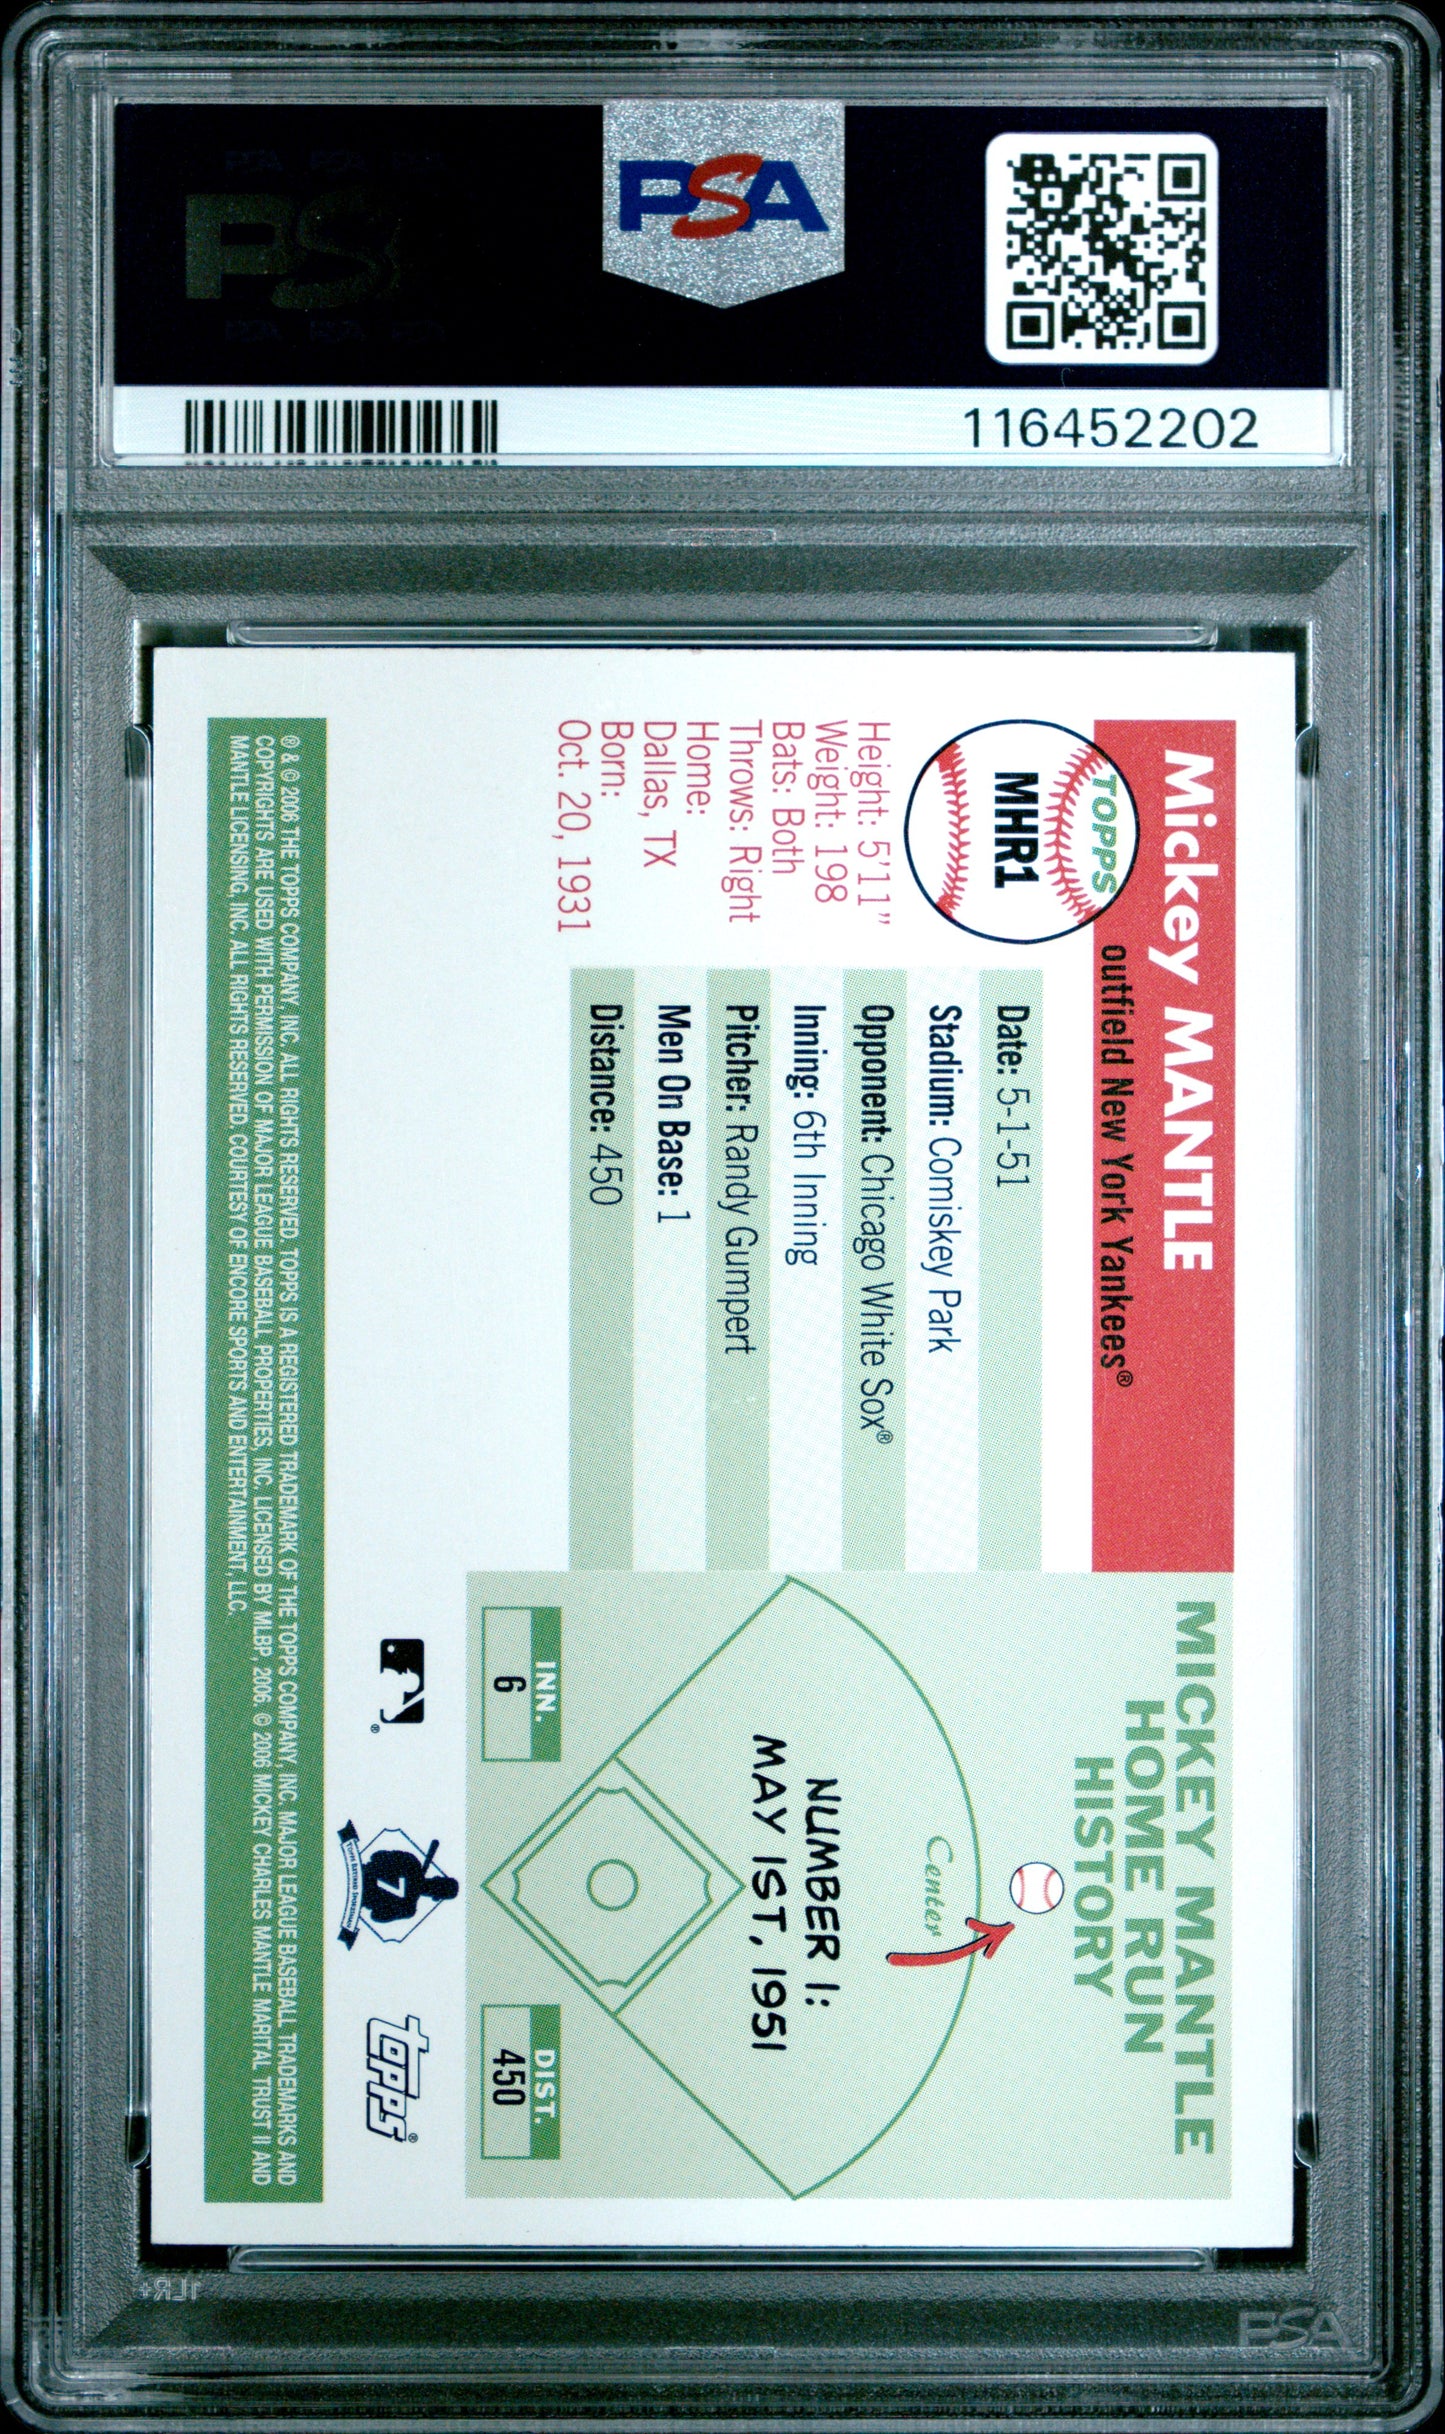 PSA
116452202
Mickey MANTLE
outfield New York Yankees®
TOPPS
MHR1
Height: 5'11"
Weight: 198
Bats: Both
Throws: Right
Home:
Dallas, TX
Born:
Oct. 20, 1931
Date: 5-1-51
Stadium: Comiskey Park
Opponent: Chicago White Sox®
Inning: 6th Inning
Pitcher: Randy Gumpert
Men On Base: 1
Distance: 450
MICKEY MANTLE
HOME RUN
HISTORY
Center
NUMBER 1:
MAY 1ST, 1951
INN.
6
DIST.
450
®
7
topps®
® & © 2006 THE TOPPS COMPANY, INC. ALL RIGHTS RESERVED. TOPPS IS A REGISTERED TRADEMARK OF THE TOPPS COMPANY, INC. MAJOR LEAGUE BASEBALL TRADEMARKS AND
COPYRIGHTS ARE USED WITH PERMISSION OF MAJOR LEAGUE BASEBALL PROPERTIES, INC. LICENSED BY MLBP, 2006. © 2006 MICKEY CHARLES MANTLE MARITAL TRUST II AND
MANTLE LICENSING, INC. ALL RIGHTS RESERVED. COURTESY OF ENCORE SPORTS AND ENTERTAINMENT, LLC.
PSA